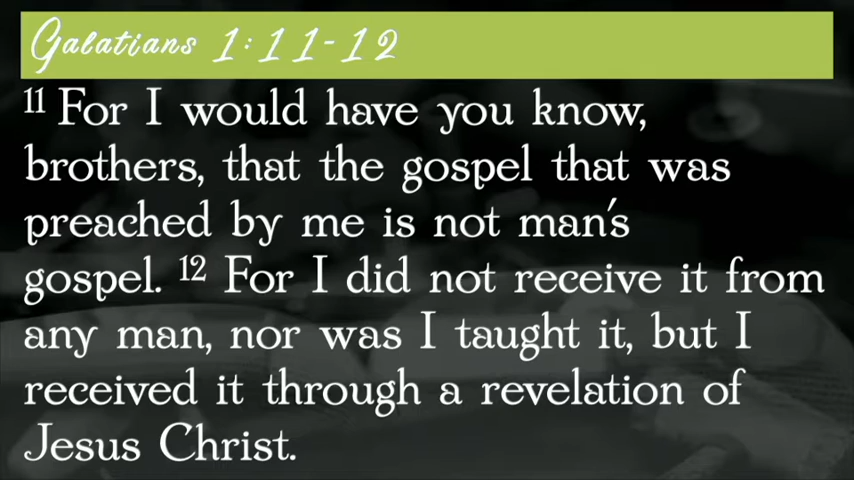 Galatians 1:11-12
11 For I would have you know,
brothers, that the gospel that was
preached by me is not man's
gospel. 12 For I did not receive it from
any man, nor was I taught it, but I
received it through a revelation of
Jesus Christ.